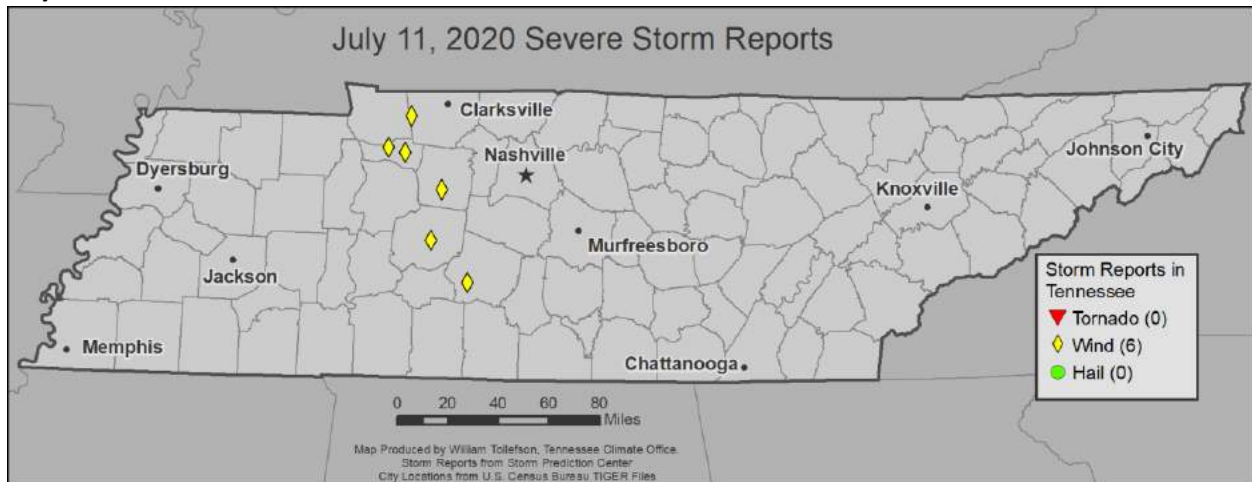 July 11, 2020 Severe Storm Reports
Clarksville
Nashville
Dyersburg
Johnson City
Knoxville
Murfreesboro
Jackson
Memphis
Chattanooga
Storm Reports in
Tennessee
Tornado (0)
Wind (6)
Hail (0)
0 20 40 60 80
Miles
Map Produced by William Tollefson, Tennessee Climate Office.
Storm Reports from Storm Prediction Center
City Locations from U.S. Census Bureau TIGER Files